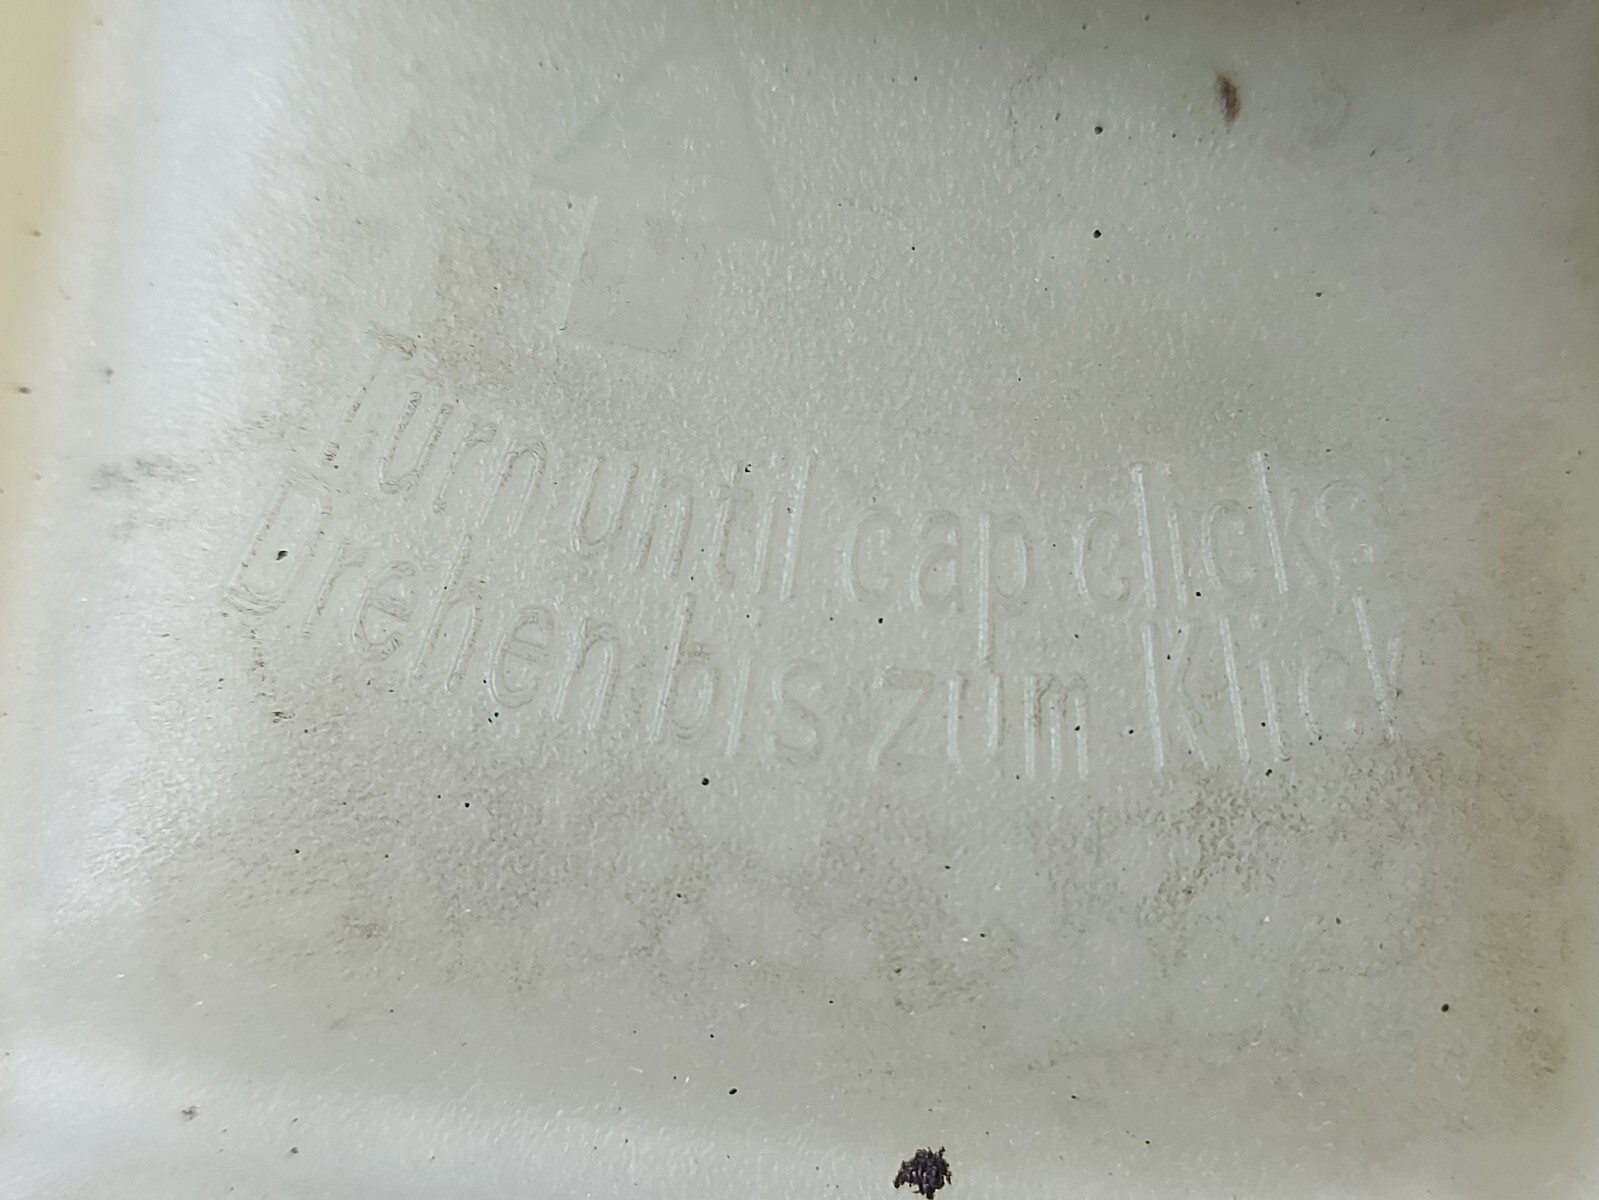 Turn until cap clicks
Drehen bis zum Klick